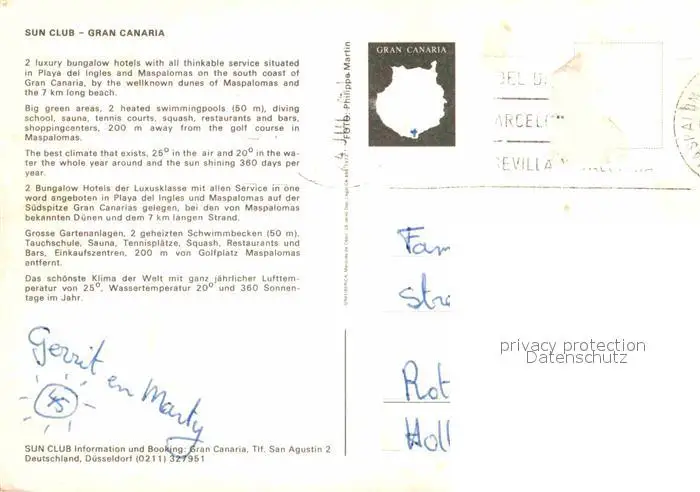 SUN CLUB – GRAN CANARIA
2 luxury bungalow hotels with all thinkable service situated
in Playa del Ingles and Maspalomas on the south coast of
Gran Canaria, by the wellknown dunes of Maspalomas and
the 7 km long beach.
Big green areas, 2 heated swimmingpools (50 m), diving
school, sauna, tennis courts, squash, restaurants and bars,
shoppingcenters, 200 m away from the golf course in
Maspalomas.
The best climate that exists, 25° in the air and 20° in the wa-
ter the whole year around and the sun shining 360 days per
year.
2 Bungalow Hotels der Luxusklasse mit allen Service in one
word angeboten in Playa del Ingles und Maspalomas auf der
Südspitze Gran Canarias gelegen, bei den von Maspalomas
bekannten Dünen und dem 7 km langen Strand.
Grosse Gartenanlagen, 2 geheizten Schwimmbecken (50 m),
Tauchschule, Sauna, Tennisplätze, Squash, Restaurants und
Bars, Einkaufszentren, 200 m von Golfplatz Maspalomas
entfernt.
Das schönste Klima der Welt mit ganz jährlicher Lufttem-
peratur von 25°, Wassertemperatur 20° und 360 Sonnen-
tage im Jahr.
Gerrit en Marty
45
SUN CLUB Information und Booking: Gran Canaria, Tlf. San Agustin 2
Deutschland, Düsseldorf (0211) 327951
FOTO: Philippe Martin
GRAN CANARIA
ARCEL
SEVILLA
Fam
Stre
Rot
Holl
privacy protection
Datenschutz